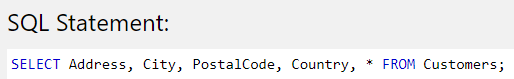 SQL Statement:
SELECT Address, City, PostalCode, Country, * FROM Customers;